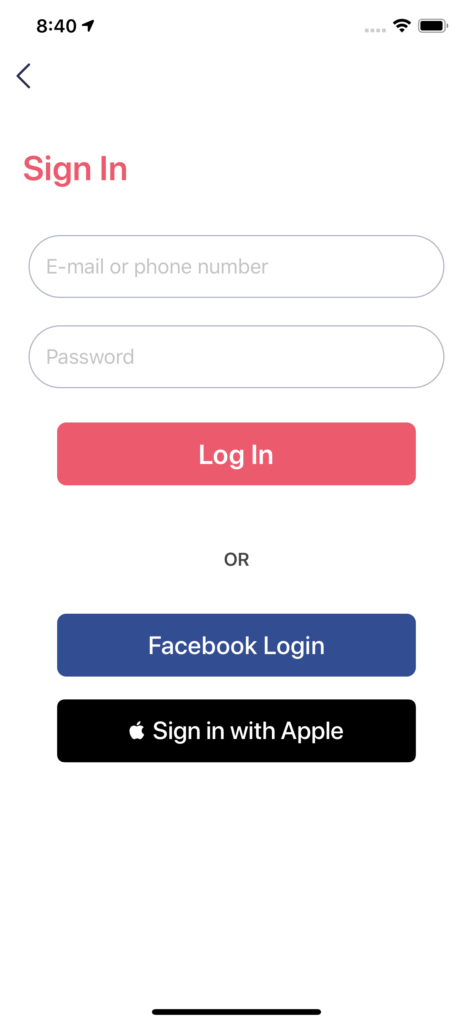 8:40
Sign In
E-mail or phone number
Password
Log In
OR
Facebook Login
Sign in with Apple